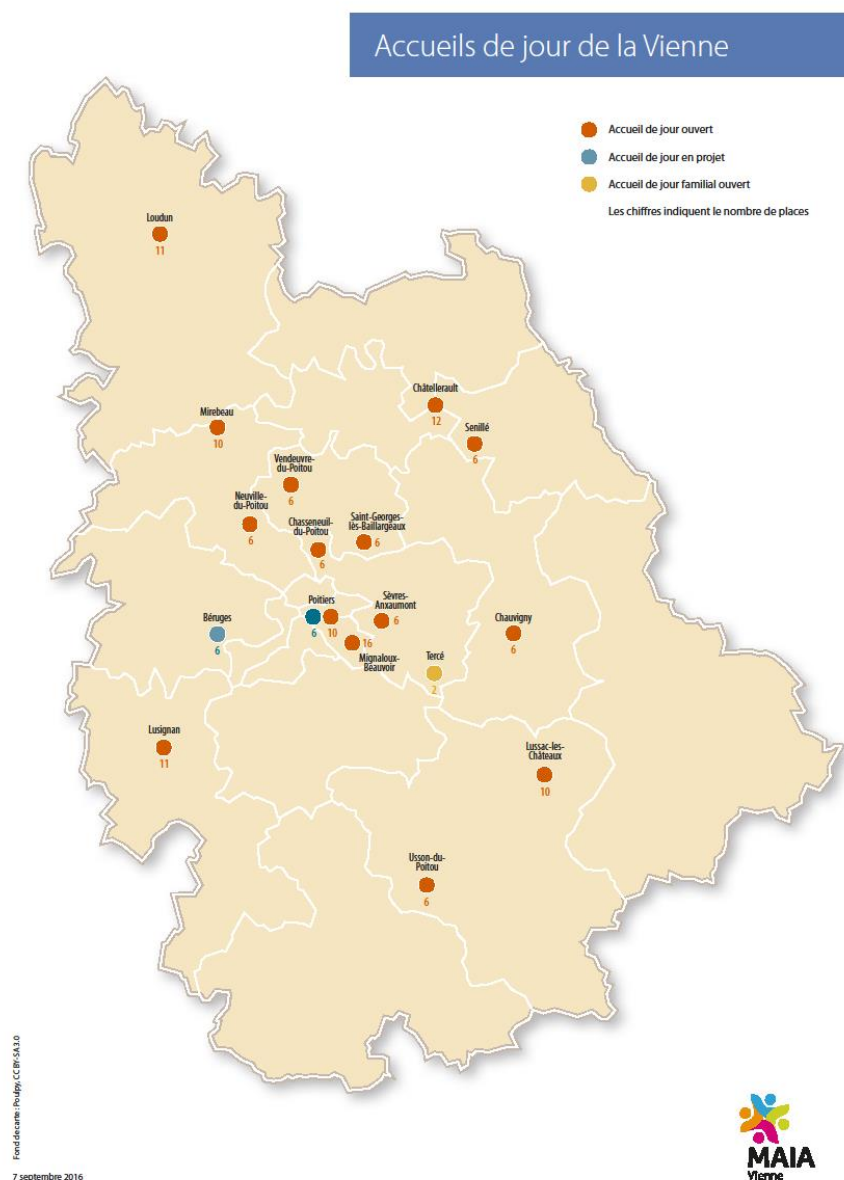 Accueils de jour de la Vienne
Accueil de jour ouvert
Accueil de jour en projet
Accueil de jour familial ouvert
Les chiffres indiquent le nombre de places
Loudun
11
Châtellerault
12
Mirebeau
10
Senillé
6
Vendeuvre-
du-Poitou
6
Neuville-
du-Poitou
6
Chasseneuil-
du-Poitou
6
Saint-Georges-
lès-Baillargeaux
6
Poitiers
6 10
Sèvres-
Anxaumont
6
Béruges
6
16
Mignaloux-
Beauvoir
Tercé
2
Chauvigny
6
Lusignan
11
Lussac-les-
Châteaux
10
Usson-du-
Poitou
6
Fond de carte : Poulpy, CC BY-SA 3.0
7 septembre 2016
MAIA
Vienne